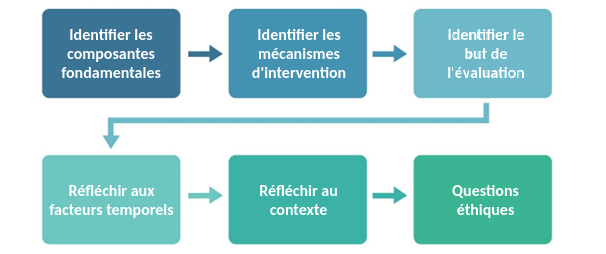 Identifier les
composantes
fondamentales
Identifier les
mécanismes
d'intervention
Identifier le
but de
l'évaluation
Réfléchir aux
facteurs temporels
Réfléchir au
contexte
Questions
éthiques